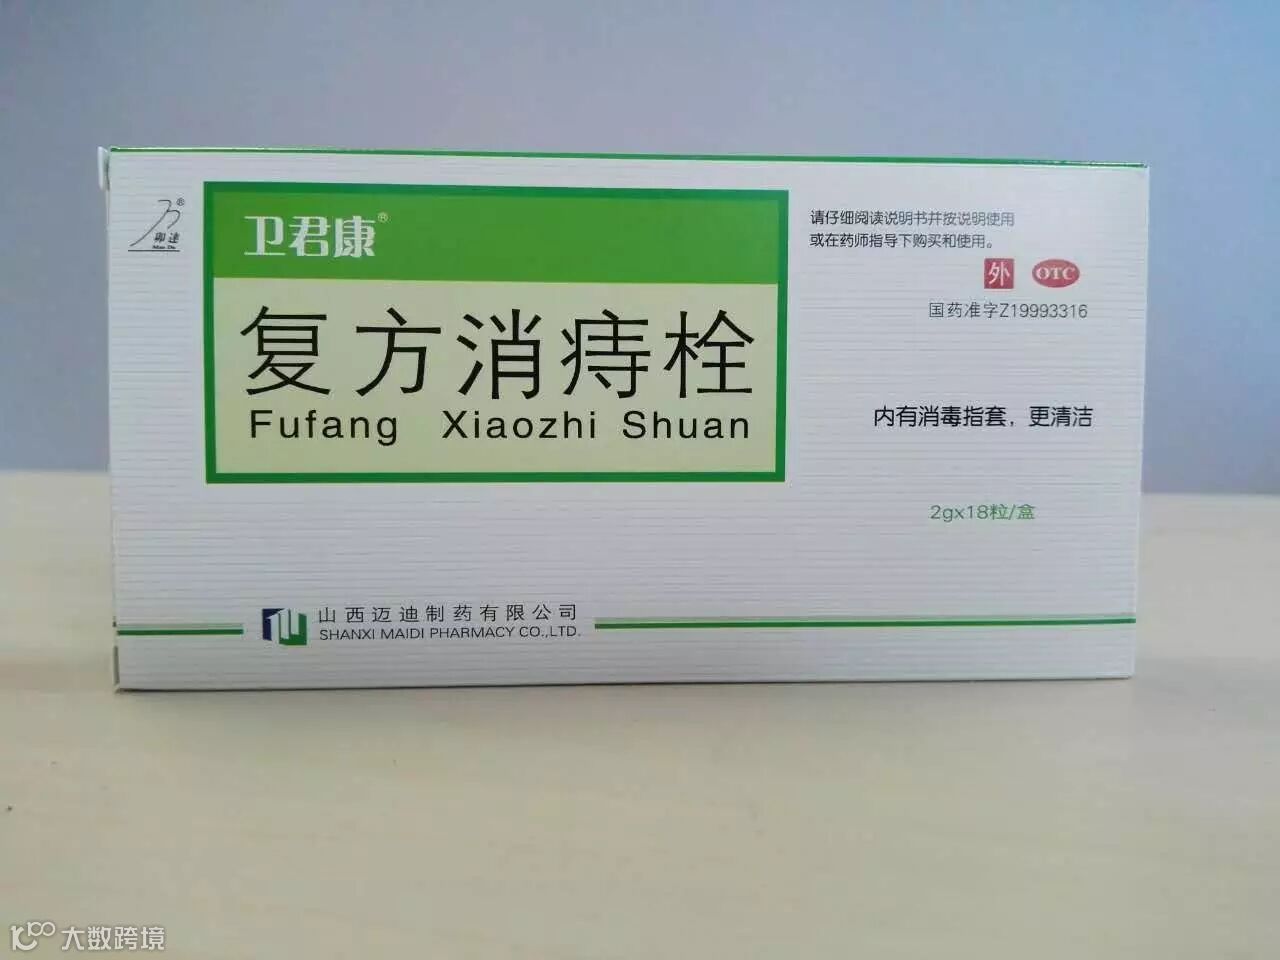 卫君康®
复方消痔栓
Fufang Xiaozhi Shuan
请仔细阅读说明书并按说明使用
或在药师指导下购买和使用。
外 OTC
国药准字Z19993316
内有消毒指套，更清洁
2gx18粒/盒
山西迈迪制药有限公司
SHANXI MAIDI PHARMACY CO.,LTD.
大数跨境